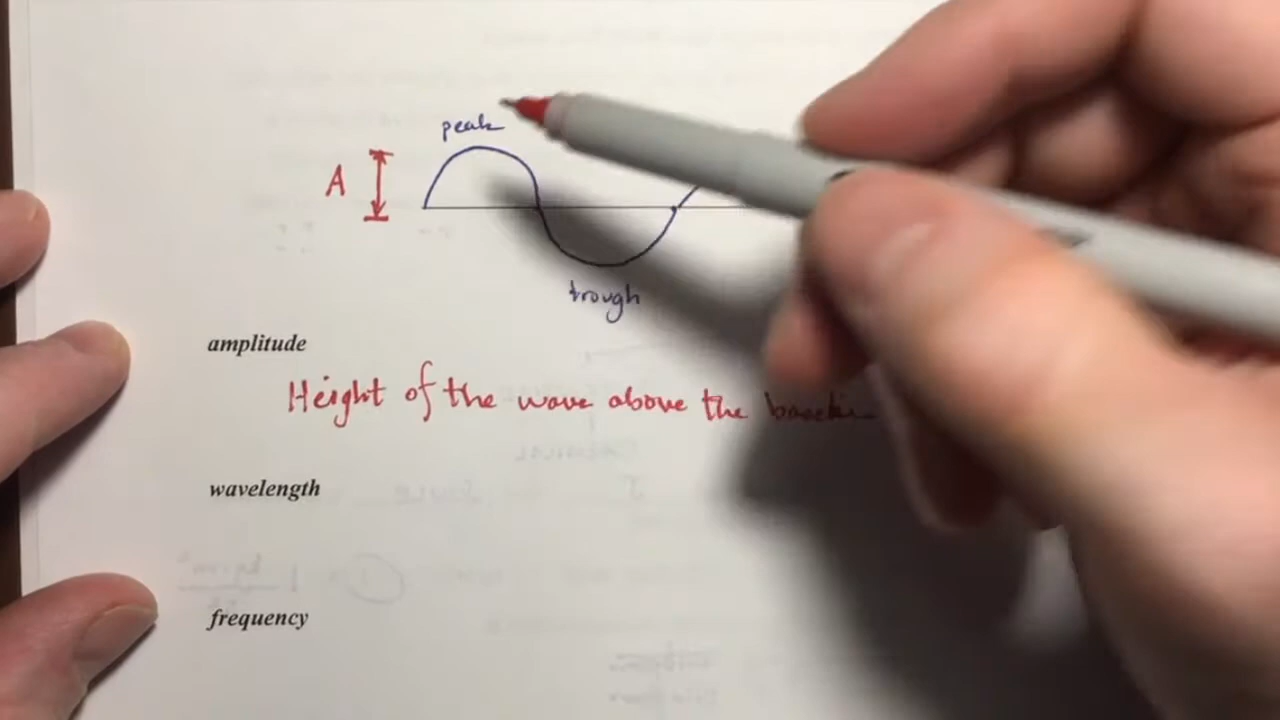 peak
A
trough
amplitude
Height of the wave above the
wavelength
frequency